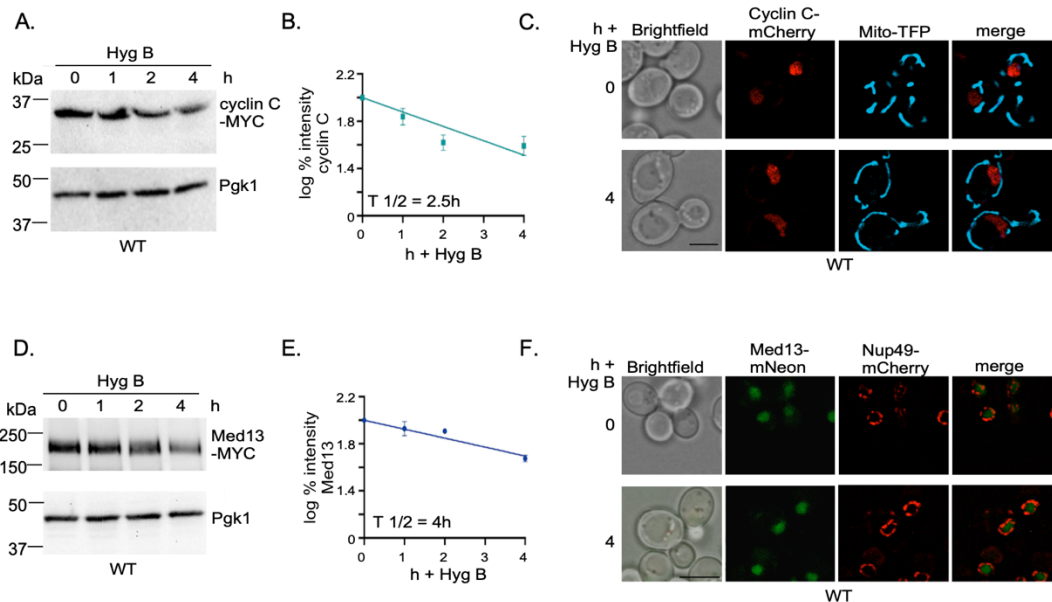 A.
Hyg B
0 1 2 4 h
kDa
37
25
cyclin C
-MYC
50
37
Pgk1
WT
B.
log % intensity
cyclin C
2.2
1.8
1.4
0
T 1/2 = 2.5h
0 1 2 3 4
h + Hyg B
C.
h +
Hyg B
Brightfield
Cyclin C-
mCherry
Mito-TFP
merge
0
4
WT
D.
Hyg B
0 1 2 4 h
kDa
250
150
Med13
-MYC
50
37
Pgk1
WT
E.
log % intensity
Med13
2.2
1.8
1.4
0
T 1/2 = 4h
0 1 2 3 4
h + Hyg B
F.
h +
Hyg B
Brightfield
Med13-
mNeon
Nup49-
mCherry
merge
0
4
WT